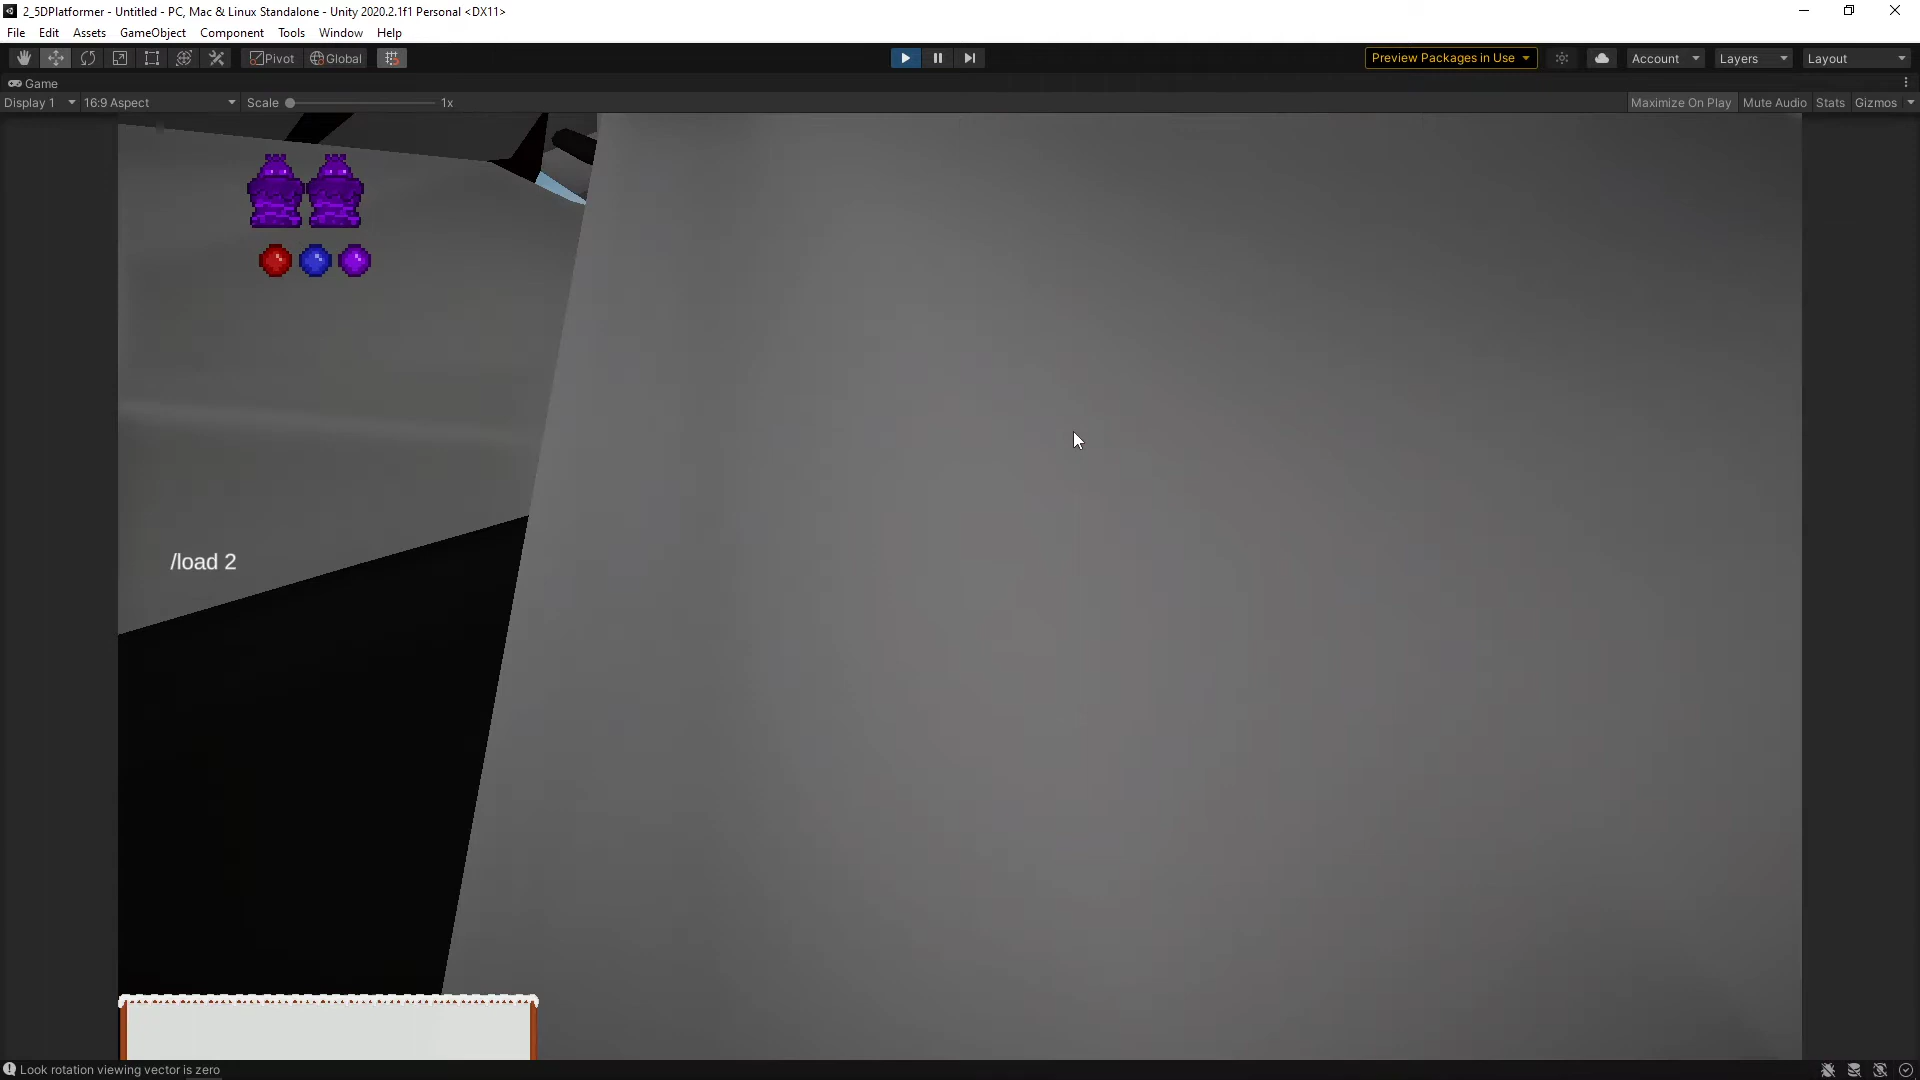 2_5DPlatformer - Untitled - PC, Mac & Linux Standalone - Unity 2020.2.1f1 Personal <DX11>
File Edit Assets GameObject Component Tools Window Help
Pivot Global Preview Packages in Use Account Layers Layout
Game
Display 1 16:9 Aspect Scale 1x Maximize On Play Mute Audio Stats Gizmos
/load 2
Look rotation viewing vector is zero